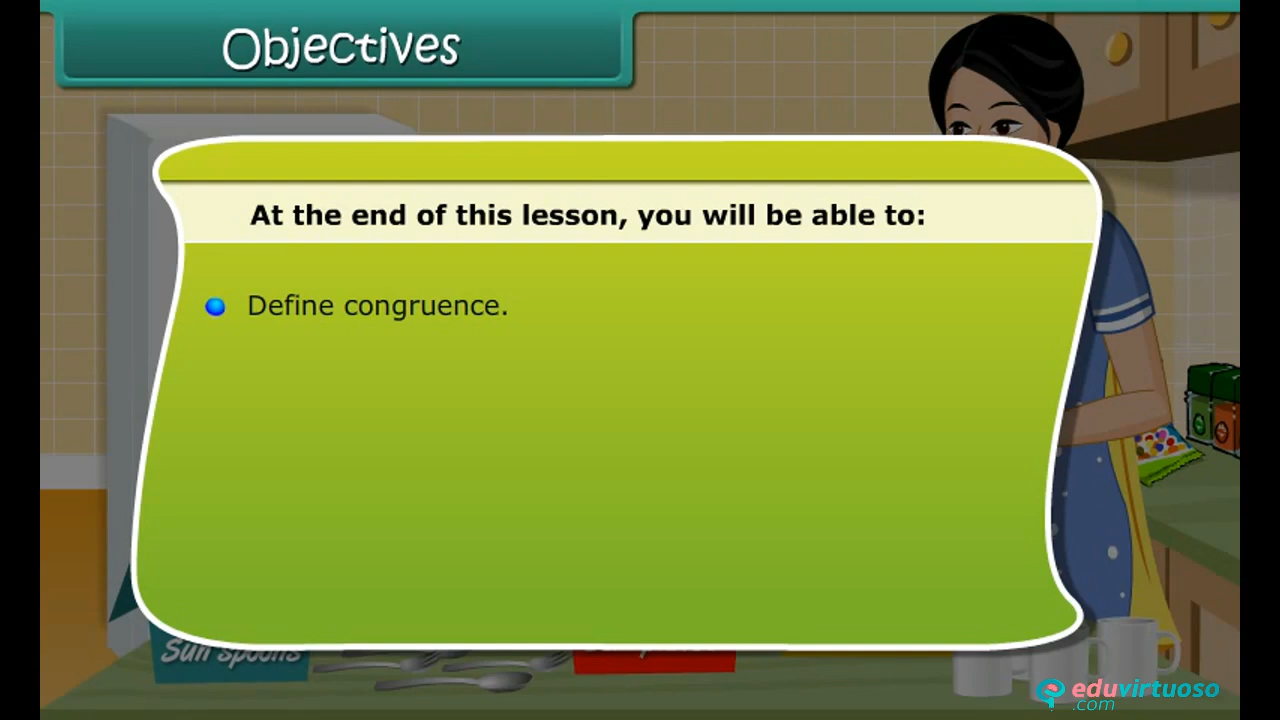 Objectives
At the end of this lesson, you will be able to:
Define congruence.
Sun spoons
eduvirtuoso
.com